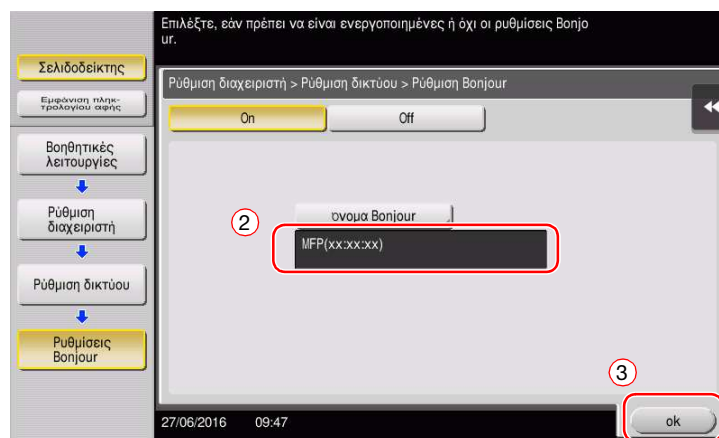 Επιλέξτε, εάν πρέπει να είναι ενεργοποιημένες ή όχι οι ρυθμίσεις Bonjo
ur.
Σελιδοδείκτης
Εμφάνιση πληκ-
τρολογίου αφής
Βοηθητικές
λειτουργίες
Ρύθμιση
διαχειριστή
Ρύθμιση δικτύου
Ρυθμίσεις
Bonjour
Ρύθμιση διαχειριστή > Ρύθμιση δικτύου > Ρύθμιση Bonjour
On
Off
2
όνομα Bonjour
MFP(xx:xx:xx)
3
27/06/2016 09:47
ok